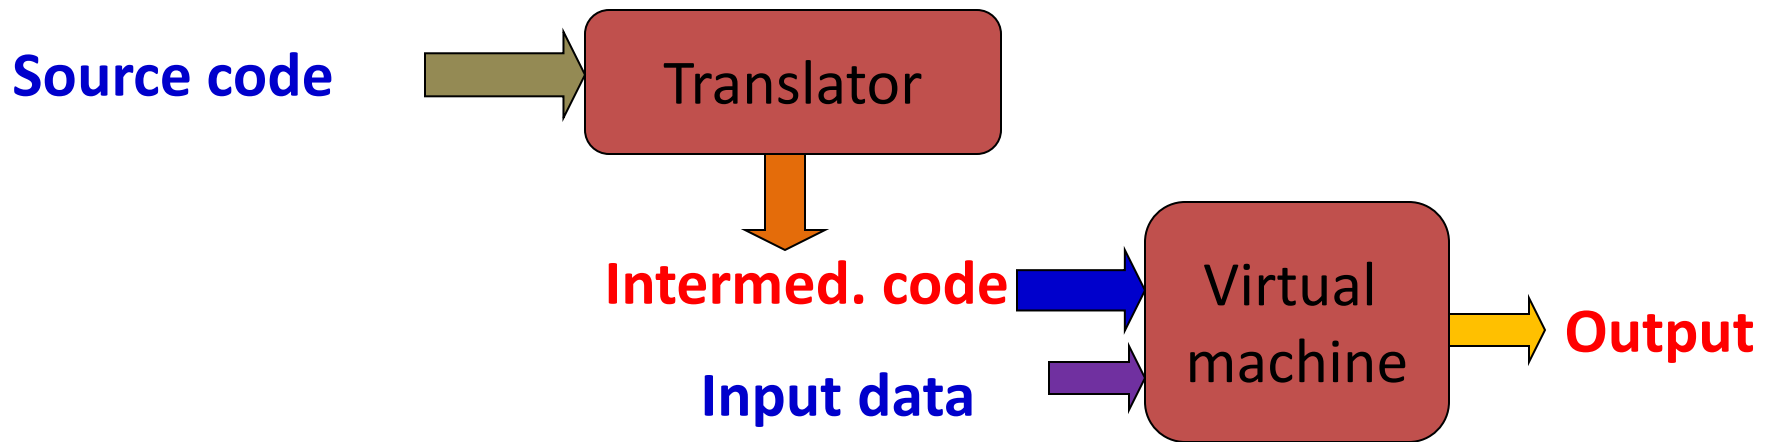 Source code
Translator
Intermed. code
Virtual
machine
Input data
Output